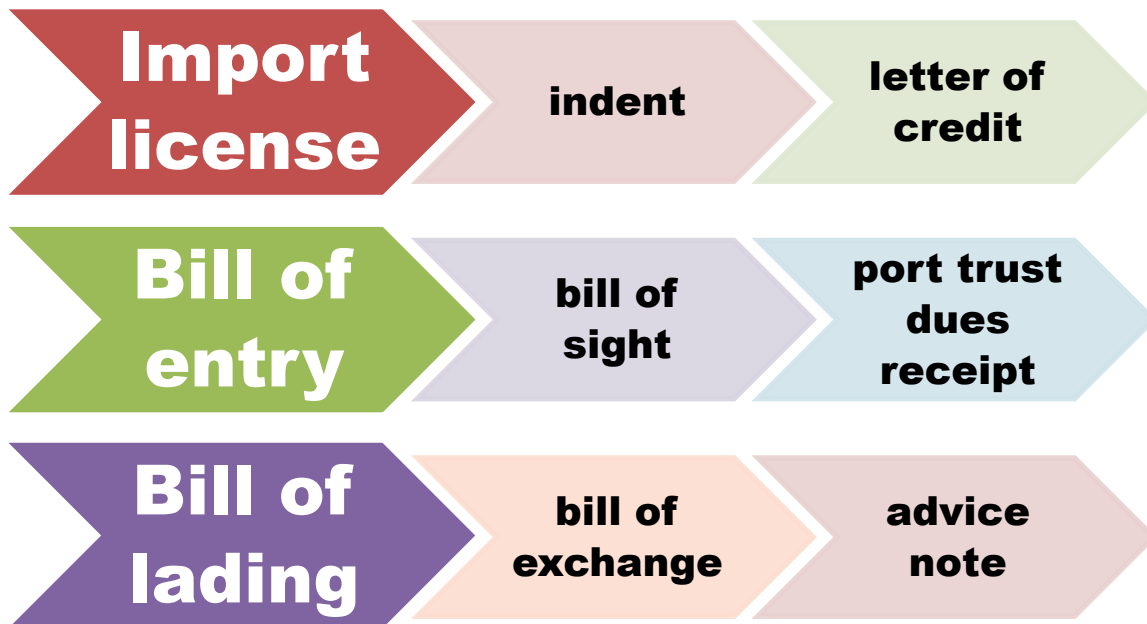 Import
license
indent
letter of
credit
Bill of
entry
bill of
sight
port trust
dues
receipt
Bill of
lading
bill of
exchange
advice
note